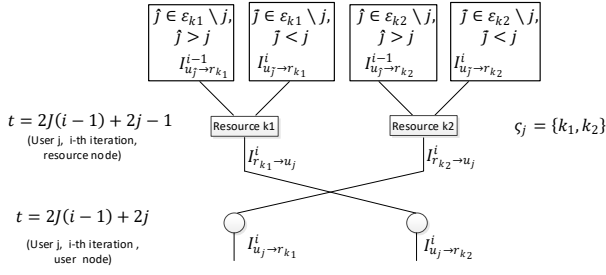 ĵ ∈ ε_{k1} \ j, j̃ ∈ ε_{k1} \ j, ĵ ∈ ε_{k2} \ j, j̃ ∈ ε_{k2} \ j,
ĵ > j j̃ < j ĵ > j j̃ < j
I^{i−1}_{u_ĵ→r_{k1}} I^{i}_{u_j̃→r_{k1}} I^{i−1}_{u_ĵ→r_{k2}} I^{i}_{u_j̃→r_{k2}}
t = 2J(i − 1) + 2j − 1 Resource k1 Resource k2 ς_j = {k_1, k_2}
(User j, i-th iteration,
resource node)
I^{i}_{r_{k1}→u_j} I^{i}_{r_{k2}→u_j}
t = 2J(i − 1) + 2j
(User j, i-th iteration ,
user node)
I^{i}_{u_j→r_{k1}} I^{i}_{u_j→r_{k2}}